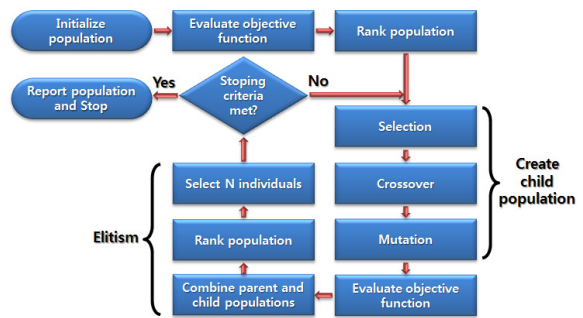 Initialize
population
Evaluate objective
function
Rank population
Yes
Stoping
criteria
met?
No
Report population
and Stop
Selection
Crossover
Mutation
Create
child
population
Select N individuals
Rank population
Elitism
Combine parent and
child populations
Evaluate objective
function